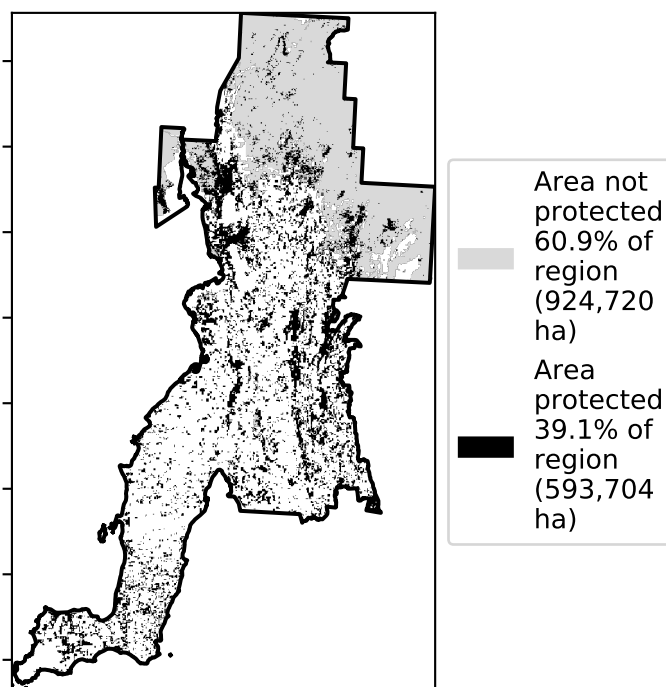 Area not
protected
60.9% of
region
(924,720
ha)
Area
protected
39.1% of
region
(593,704
ha)